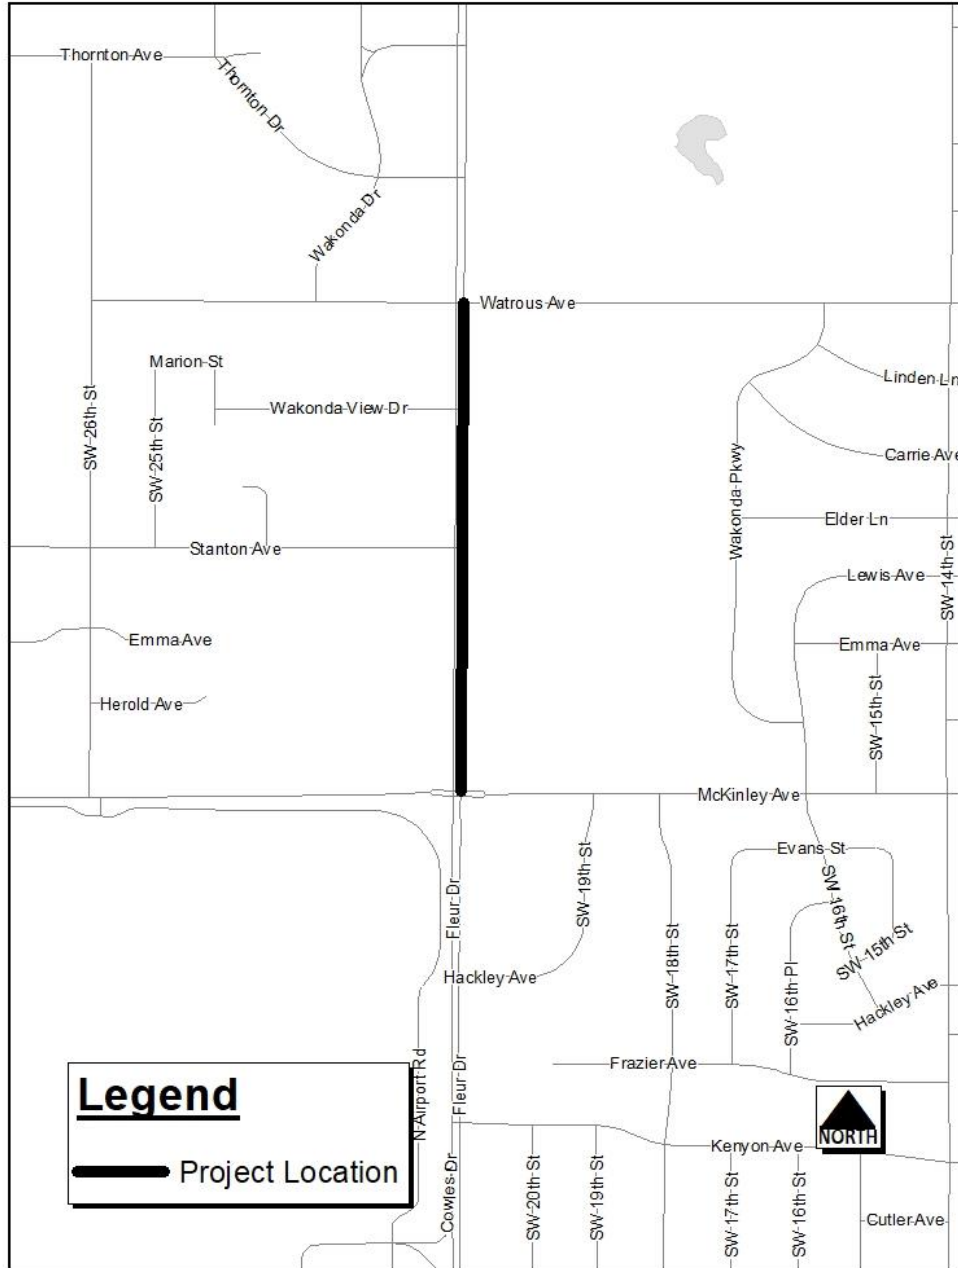 Thornton Ave
Thornton Dr
Wakonda Dr
Watrous Ave
Marion St
Linden Ln
Wakonda View Dr
SW 26th St
SW 25th St
Carrie Ave
Wakonda Pkwy
Elder Ln
Stanton Ave
SW 14th St
Lewis Ave
Emma Ave
Emma Ave
Herold Ave
SW 15th St
McKinley Ave
Evans St
SW 19th St
Fleur Dr
SW 16th St
SW 18th St
SW 17th St
SW 15th St
Hackley Ave
SW 16th Pl
Hackley Ave
Frazier Ave
N Airport Rd
Fleur Dr
Legend
Project Location
NORTH
Kenyon Ave
Cowles Dr
SW 20th St
SW 19th St
SW 17th St
SW 16th St
Cutler Ave